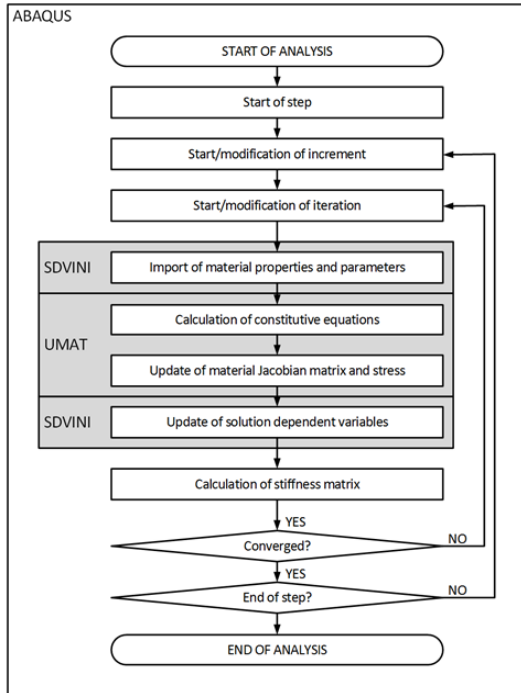 ABAQUS
START OF ANALYSIS
Start of step
Start/modification of increment
Start/modification of iteration
SDVINI
Import of material properties and parameters
UMAT
Calculation of constitutive equations
Update of material Jacobian matrix and stress
SDVINI
Update of solution dependent variables
Calculation of stiffness matrix
YES
Converged?
NO
YES
End of step?
NO
END OF ANALYSIS